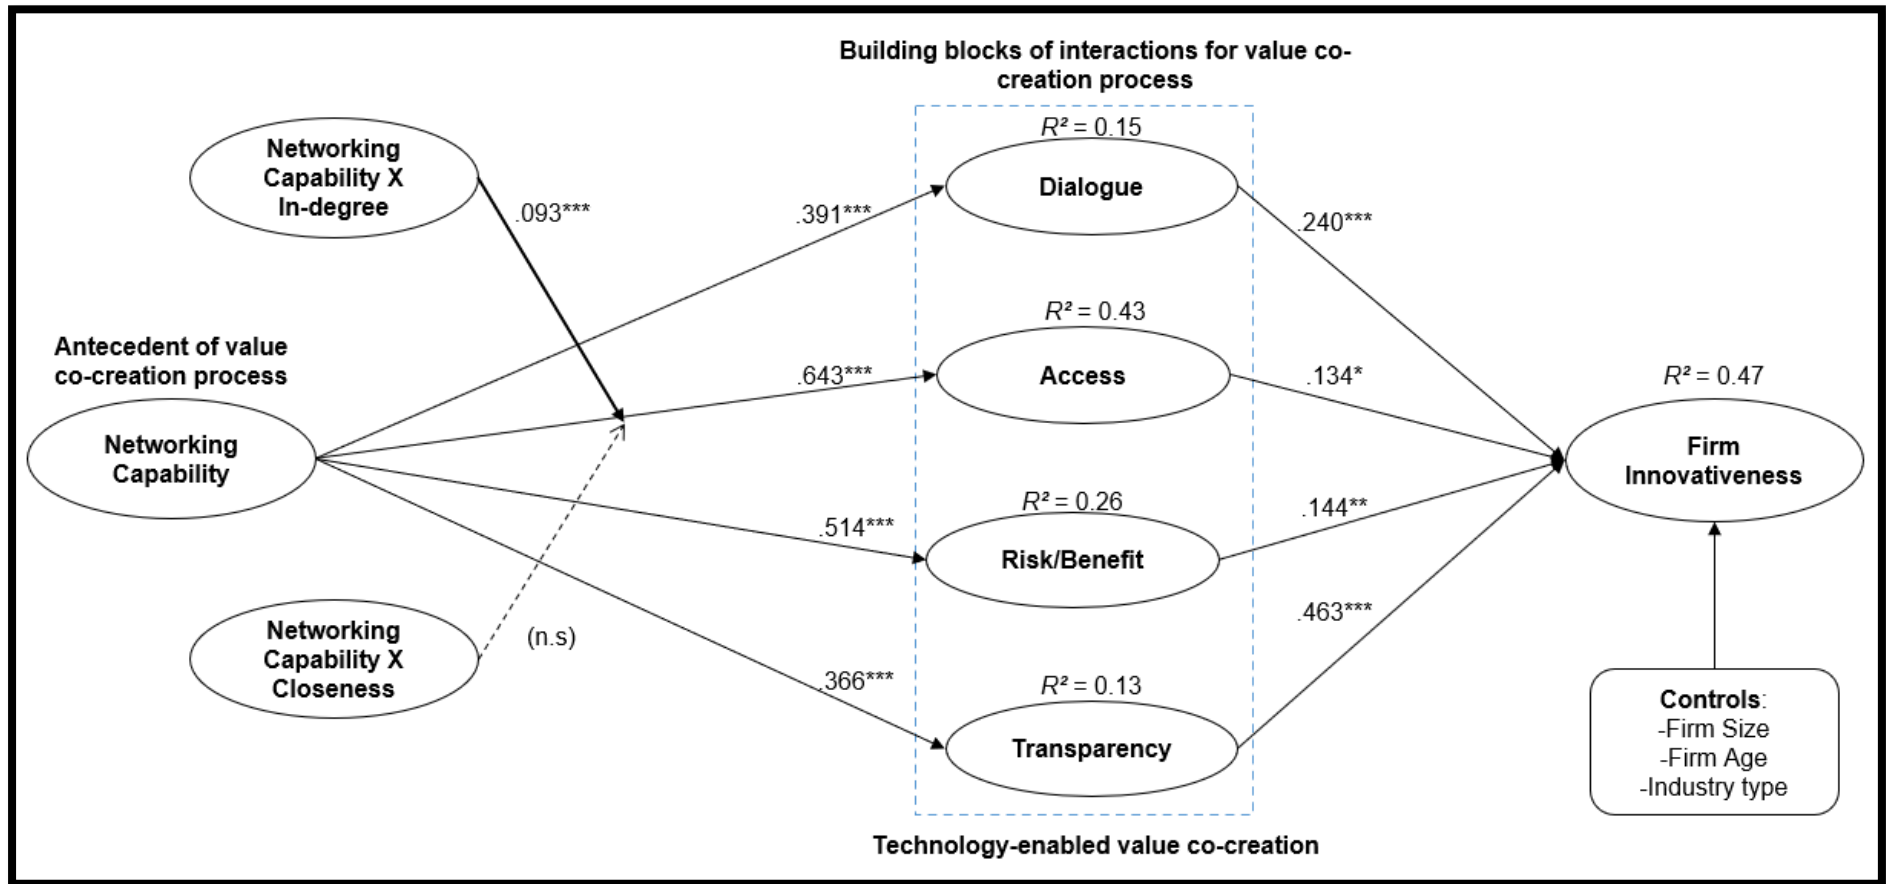 Building blocks of interactions for value co-
creation process
R² = 0.15
Networking
Capability X
In-degree
Dialogue
.093***
.391***
.240***
R² = 0.43
Antecedent of value
co-creation process
.643***
Access
.134*
R² = 0.47
Networking
Capability
Firm
Innovativeness
R² = 0.26
.514***
.144**
Risk/Benefit
Networking
Capability X
Closeness
(n.s)
.463***
.366***
R² = 0.13
Transparency
Controls:
-Firm Size
-Firm Age
-Industry type
Technology-enabled value co-creation